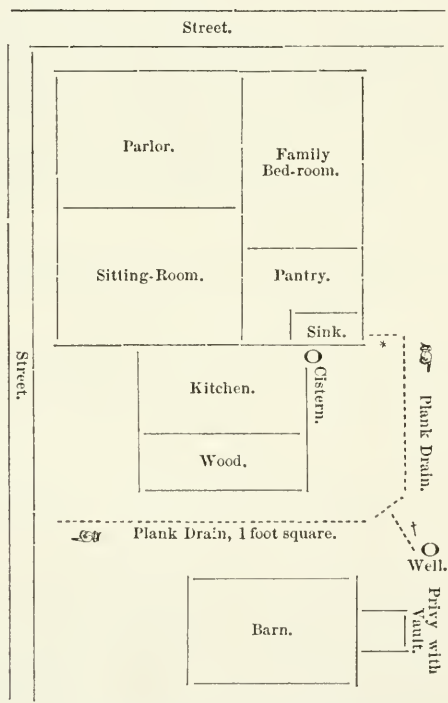 Street.
Parlor.
Family
Bed-room.
Sitting-Room.
Pantry.
Sink.
*
Street.
Cistern.
Kitchen.
Plank Drain.
Wood.
Plank Drain, 1 foot square.
†
Well.
Barn.
Privy with
Vault.